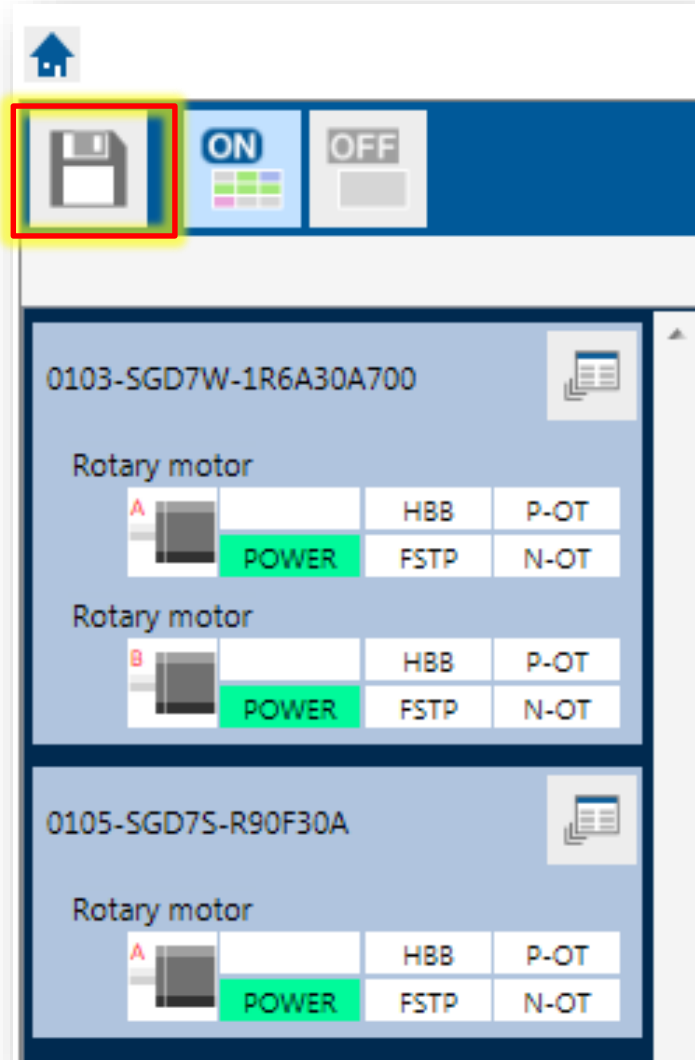 ON OFF
0103-SGD7W-1R6A30A700
Rotary motor
A HBB P-OT
POWER FSTP N-OT
Rotary motor
B HBB P-OT
POWER FSTP N-OT
0105-SGD7S-R90F30A
Rotary motor
A HBB P-OT
POWER FSTP N-OT